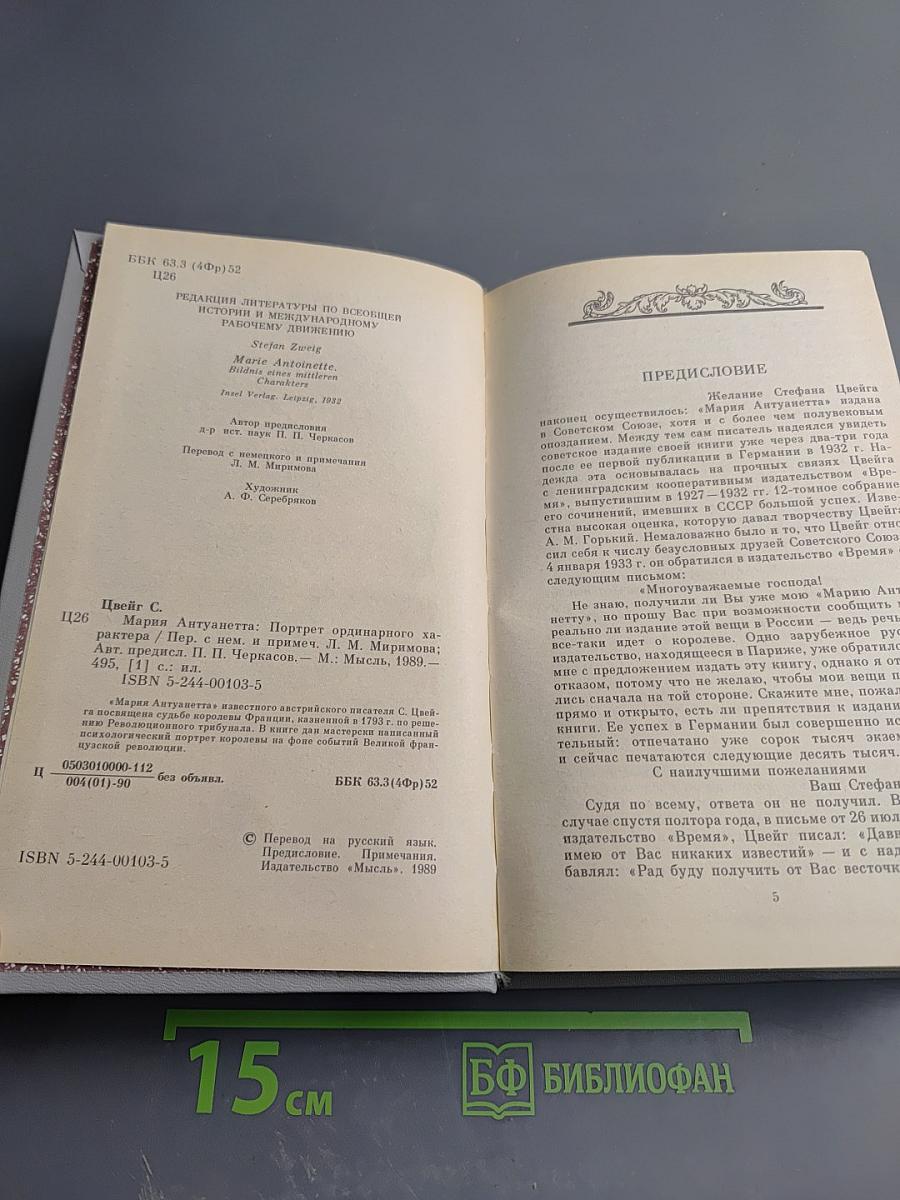 ББК 63.3 (4Фр)52
Ц26
РЕДАКЦИЯ ЛИТЕРАТУРЫ ПО ВСЕОБЩЕЙ
ИСТОРИИ И МЕЖДУНАРОДНОМУ
РАБОЧЕМУ ДВИЖЕНИЮ
Stefan Zweig
Marie Antoinette.
Bildnis eines mittleren
Charakters
Insel Verlag. Leipzig, 1932
Автор предисловия
д-р ист. наук П. П. Черкасов
Перевод с немецкого и примечания
Л. М. Миримова
Художник
А. Ф. Серебряков
Цвейг С.
Ц26 Мария Антуанетта: Портрет ординарного ха-
рактера / Пер. с нем. и примеч. Л. М. Миримова;
Авт. предисл. П. П. Черкасов.— М.: Мысль, 1989.—
495, [1] с.: ил.
ISBN 5-244-00103-5
«Мария Антуанетта» известного австрийского писателя С. Цвей-
га посвящена судьбе королевы Франции, казненной в 1793 г. по реше-
нию Революционного трибунала. В книге дан мастерски написанный
психологический портрет королевы на фоне событий Великой фран-
цузской революции.
Ц 0503010000-112 без объявл.
004(01)-90
ББК 63.3(4Фр)52
ISBN 5-244-00103-5
© Перевод на русский язык.
Предисловие. Примечания.
Издательство «Мысль». 1989
ПРЕДИСЛОВИЕ
Желание Стефана Цвейга
наконец осуществилось: «Мария Антуанетта» издана
в Советском Союзе, хотя и с более чем полувековым
опозданием. Между тем сам писатель надеялся увидеть
советское издание своей книги уже через два-три года
после ее первой публикации в Германии в 1932 г. На-
дежда эта основывалась на прочных связях Цвейга
с ленинградским кооперативным издательством «Вре-
мя», выпустившим в 1927—1932 гг. 12-томное собрание
его сочинений, имевших в СССР большой успех. Изве-
стна высокая оценка, которую давал творчеству Цвейга
А. М. Горький. Немаловажно было и то, что Цвейг отно
сил себя к числу безусловных друзей Советского Союз
4 января 1933 г. он обратился в издательство «Время»
следующим письмом:
«Многоуважаемые господа!
Не знаю, получили ли Вы уже мою «Марию Ант
нетту», но прошу Вас при возможности сообщить
реально ли издание этой вещи в России — ведь речь
все-таки идет о королеве. Одно зарубежное рус
издательство, находящееся в Париже, уже обратилос
мне с предложением издать эту книгу, однако я от
отказом, потому что не желаю, чтобы мои вещи п
лись сначала на той стороне. Скажите мне, пожал
прямо и открыто, есть ли препятствия к издани
книги. Ее успех в Германии был совершенно ис
тельный: отпечатано уже сорок тысяч экзем
и сейчас печатаются следующие десять тысяч.
С наилучшими пожеланиями
Ваш Стефан
Судя по всему, ответа он не получил. В
случае спустя полтора года, в письме от 26 июл
издательство «Время», Цвейг писал: «Давн
имею от Вас никаких известий» — и с над
бавлял: «Рад буду получить от Вас весточк
5
15 см
БФ БИБЛИОФАН